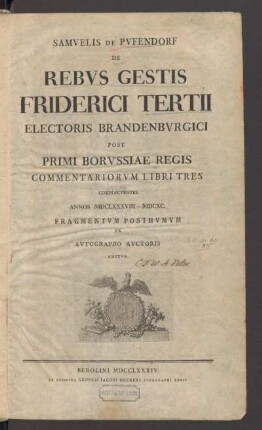 SAMVELIS DE PVFENDORF
DE
REBVS GESTIS
FRIDERICI TERTII
ELECTORIS BRANDENBVRGICI
POST
PRIMI BORVSSIAE REGIS
COMMENTARIORVM LIBRI TRES
COMPLECTENTES
ANNOS MDCLXXXVIII - MDCXC.
FRAGMENTVM POSTHVMVM
EX
AVTOGRAPHO AVCTORIS
EDITVM.
BEROLINI MDCCLXXXIV.